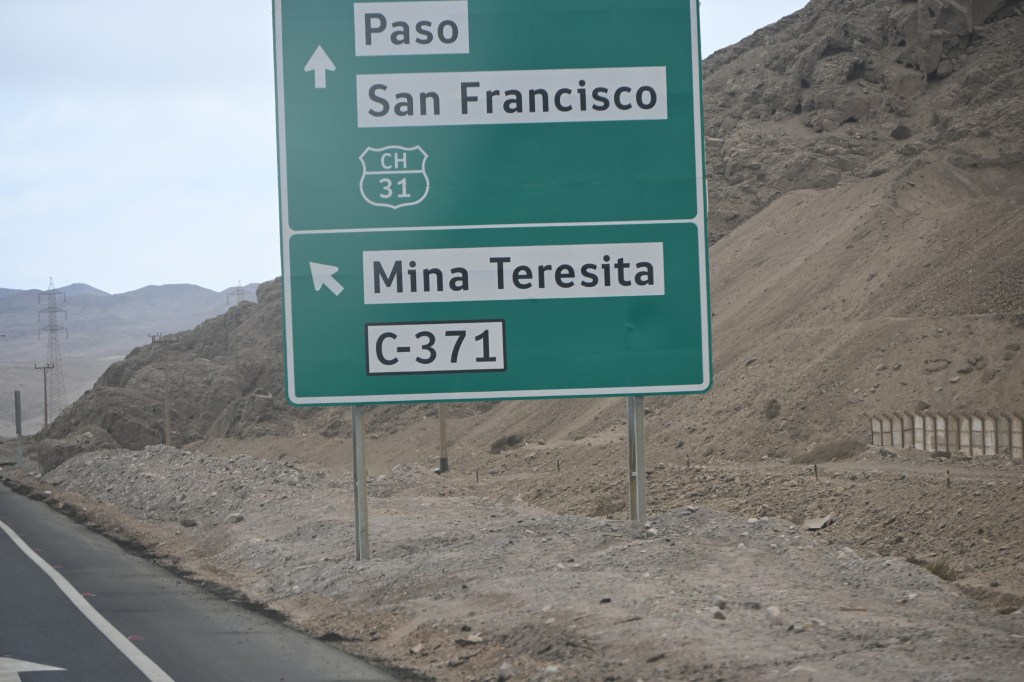 Paso
San Francisco
CH
31
Mina Teresita
C-371